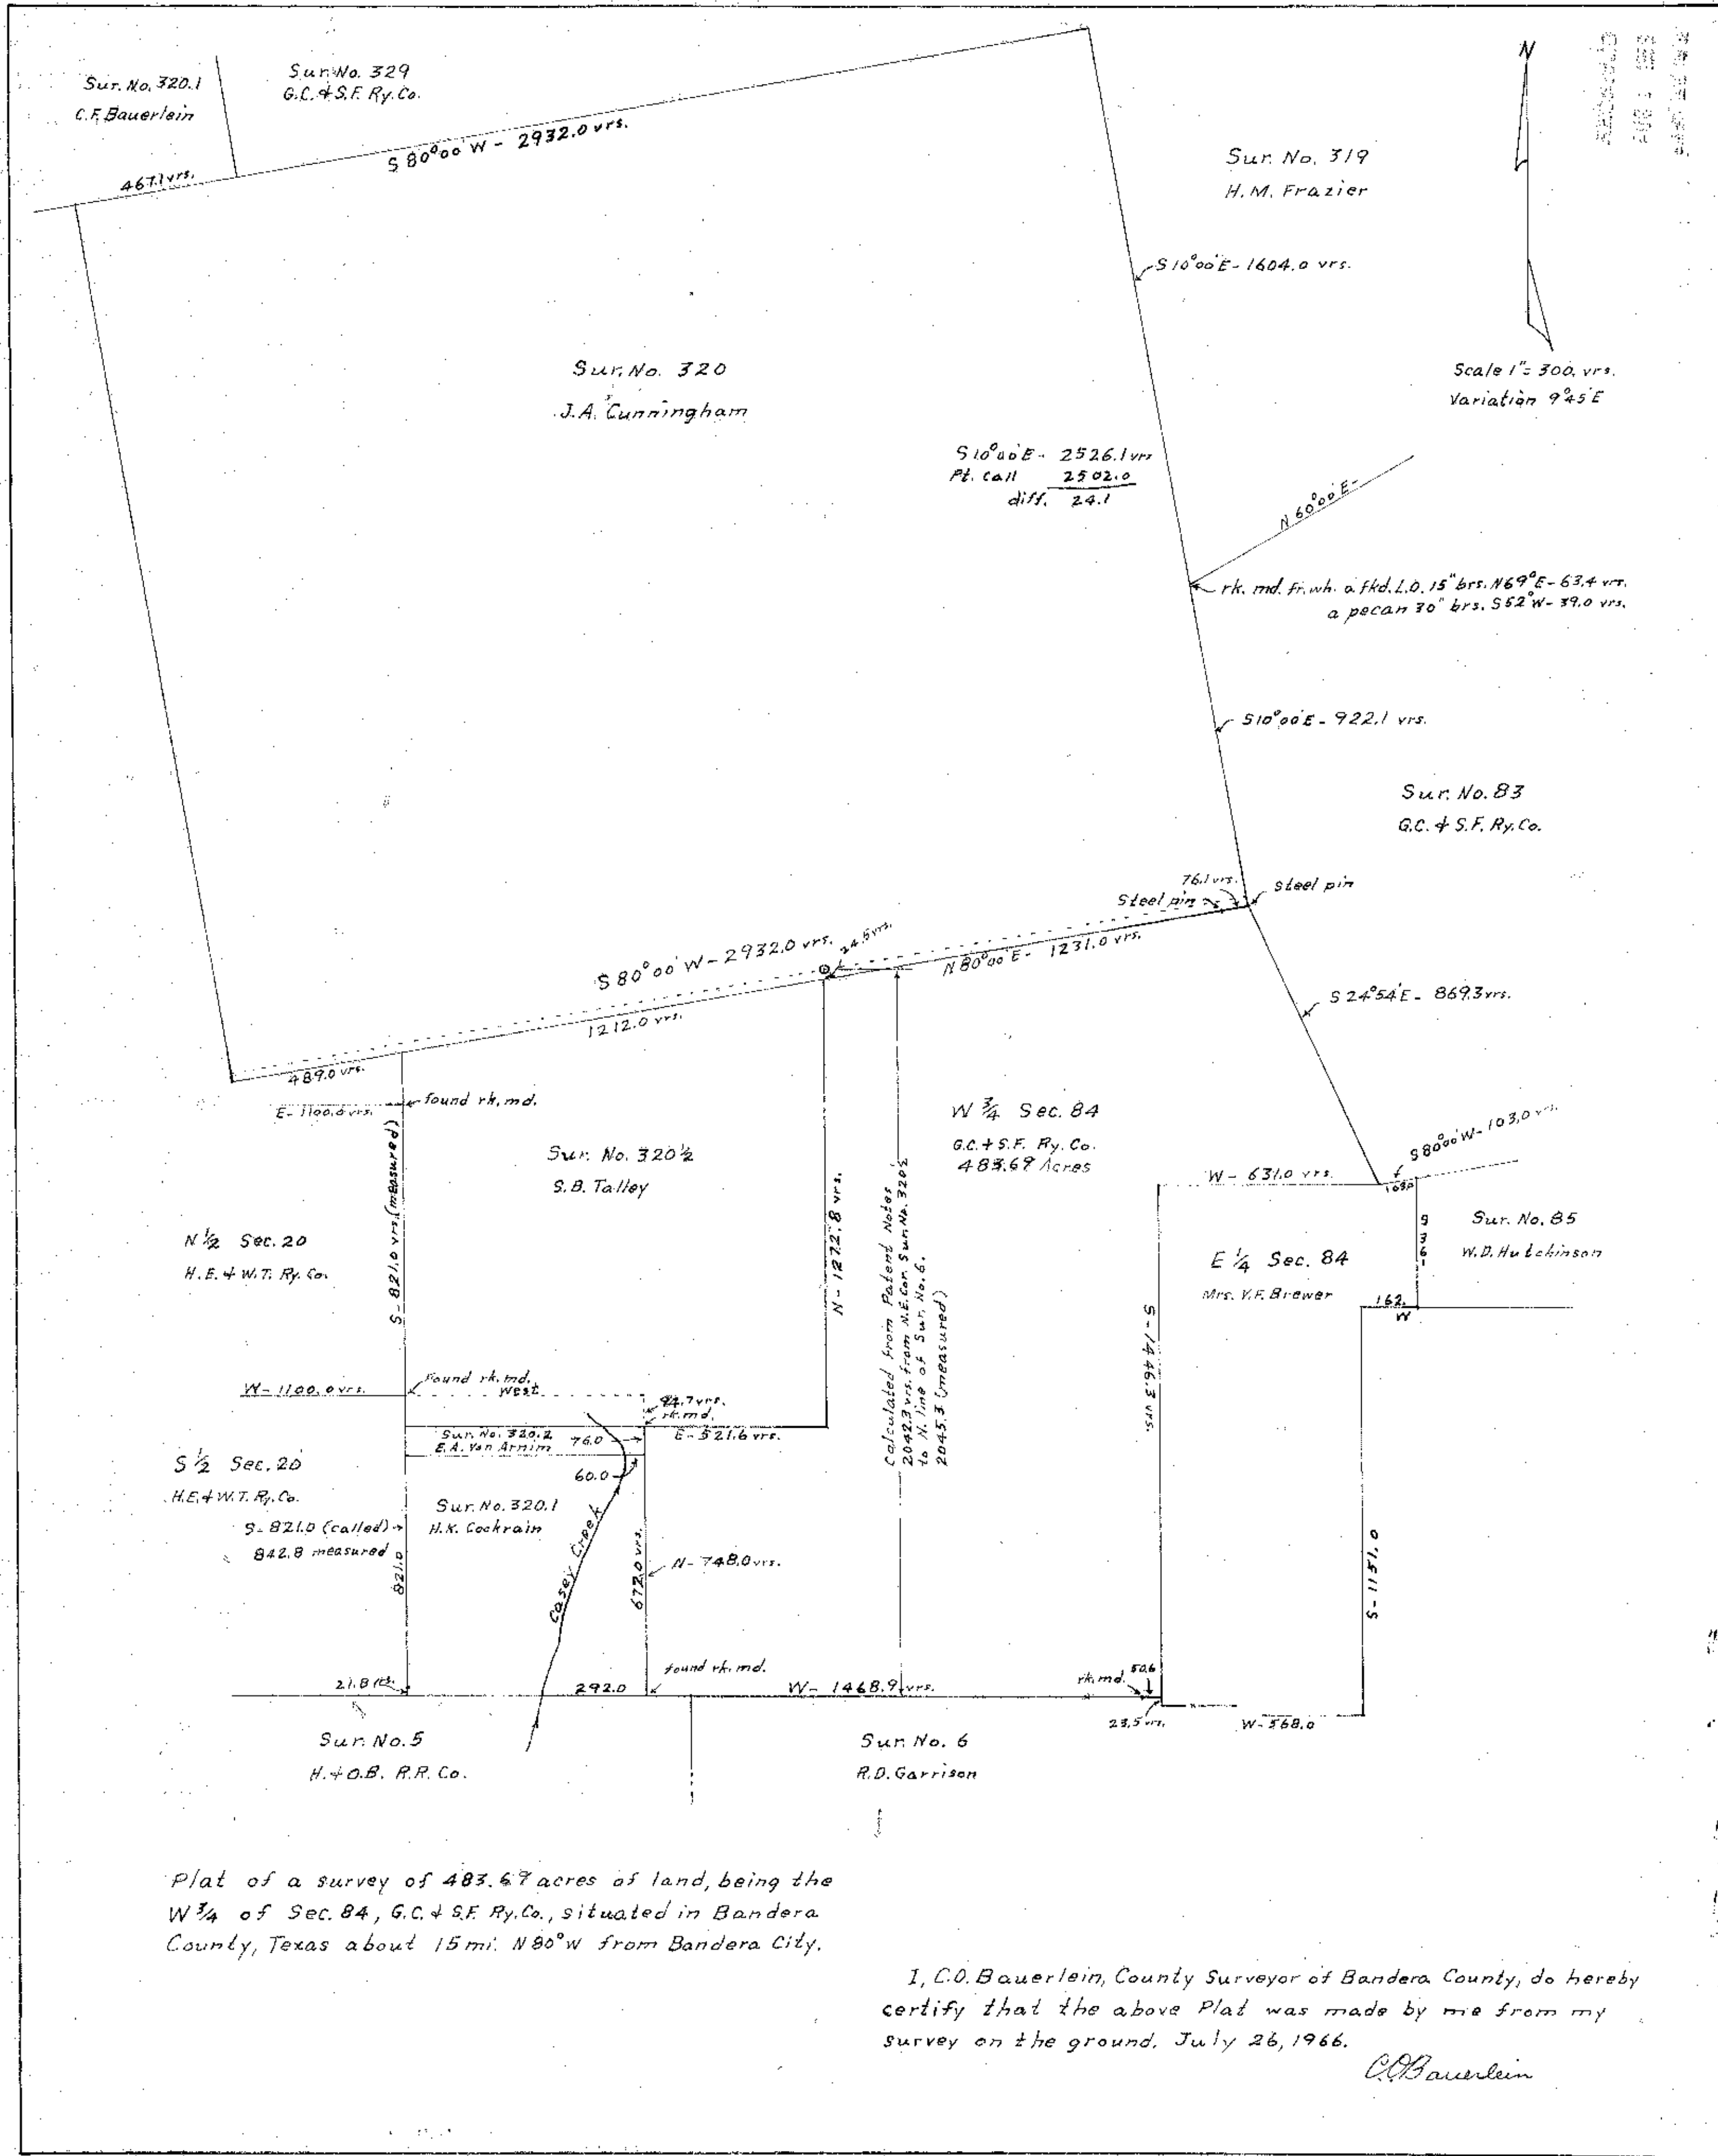 Sur. No. 320.1
C.F. Bauerlein
Sur. No. 329
G.C. & S.F. Ry. Co.
467.1 vrs.
S 80°00' W - 2932.0 vrs.
N
Sur. No. 319
H. M. Frazier
S 10°00' E - 1604.0 vrs.
Scale 1" = 300. vrs.
Variation 9°45' E
Sur. No. 320
J.A. Cunningham
S 10°00' E - 2526.1 vrs
Pt. call 2502.0
diff. 24.1
N 60°00' E -
rk. md. fr. wh. a fkd. L.O. 15" brs. N 69° E - 63.4 vrs.
a pecan 30" brs. S 52° W - 39.0 vrs.
S 10°00' E - 922.1 vrs.
Sur. No. 83
G.C. & S.F. Ry. Co.
76.1 vrs.
Steel pin
Steel pin
S 80°00' W - 2932.0 vrs.
24.5 vrs.
N 80°00' E - 1231.0 vrs.
1212.0 vrs.
489.0 vrs.
S 24°54' E - 869.3 vrs.
E - 1100.0 vrs.
found rk. md.
S - 821.0 vrs. (measured)
Sur. No. 320 1/2
S. B. Talley
W 3/4 Sec. 84
G.C. & S.F. Ry. Co.
483.67 Acres
S 80°00' W - 103.0 vrs.
W - 631.0 vrs.
103.0
N 1/2 Sec. 20
H. E. & W. T. Ry. Co.
N - 1272.8 vrs.
Calculated from Patent Notes
2042.3 vrs. from N.E. Cor. Sur. No. 320 1/2
to N. line of Sur. No. 6.
2045.3 (measured)
E 1/4 Sec. 84
Mrs. V. F. Brewer
S
3
6
1
Sur. No. 85
W. D. Hutchinson
162.
W
S - 1446.3 vrs.
W - 1100.0 vrs.
Found rk. md.
West
94.7 vrs.
rk. md.
E - 521.6 vrs.
Sur. No. 320.2
E. A. Van Arnim
76.0
60.0
S 1/2 Sec. 20
H. E. & W. T. Ry. Co.
S - 821.0 (called)
842.8 measured
821.0
Sur. No. 320.1
H. K. Cockrain
Casey Creek
672.0 vrs.
N - 748.0 vrs.
S - 1151.0
21.8
292.0
found rk. md.
W - 1468.9 vrs.
rk. md.
50.6
23.5 vrs.
W - 568.0
Sur. No. 5
H. & O. B. R.R. Co.
Sur. No. 6
R. D. Garrison
Plat of a survey of 483.67 acres of land, being the
W 3/4 of Sec. 84, G.C. & S.F. Ry. Co., situated in Bandera
County, Texas about 15 mi. N 80° W from Bandera City.
I, C.O. Bauerlein, County Surveyor of Bandera County, do hereby
certify that the above Plat was made by me from my
survey on the ground. July 26, 1966.
C.O. Bauerlein